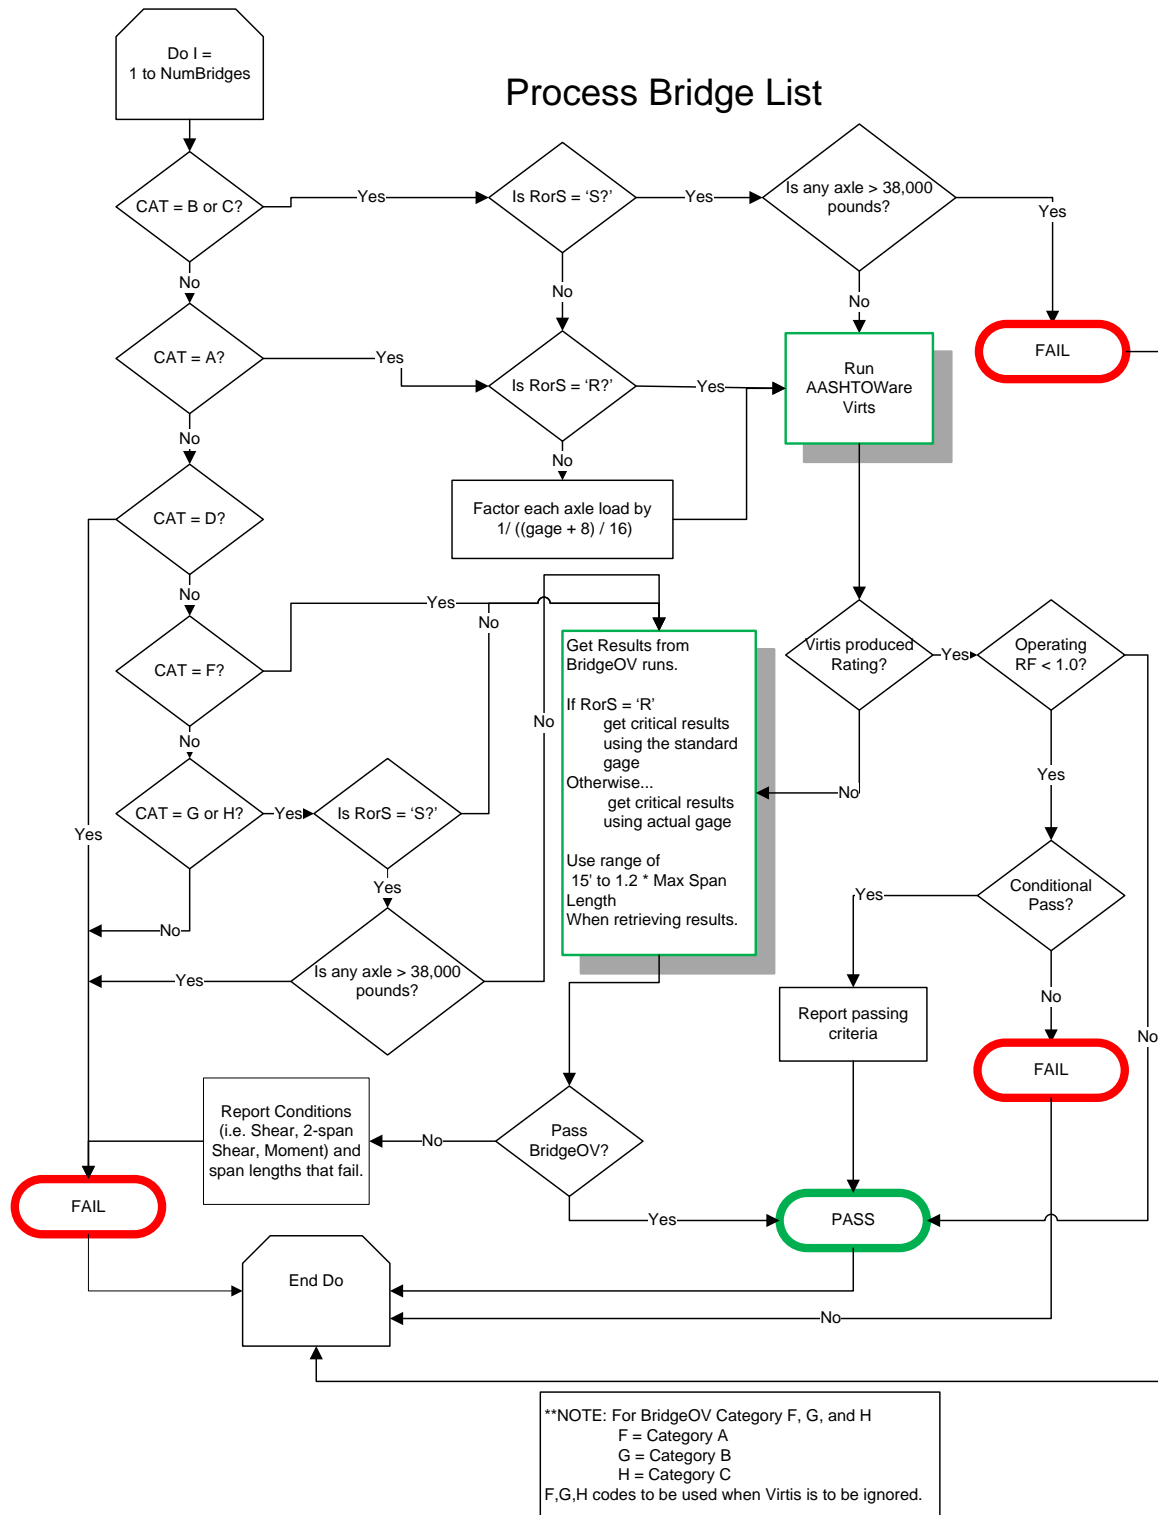 Do I =
1 to NumBridges
Process Bridge List
CAT = B or C?
Yes
Is RorS = 'S?'
Yes
Is any axle > 38,000
pounds?
Yes
No
No
No
FAIL
CAT = A?
Yes
Is RorS = 'R?'
Yes
Run
AASHTOWare
Virts
No
No
CAT = D?
Factor each axle load by
1/ ((gage + 8) / 16)
No
Yes
No
CAT = F?
Get Results from
BridgeOV runs.
If RorS = 'R'
get critical results
using the standard
gage
Otherwise...
get critical results
using actual gage
Use range of
15' to 1.2 * Max Span
Length
When retrieving results.
Virtis produced
Rating?
Yes
Operating
RF < 1.0?
No
No
Yes
No
CAT = G or H?
Yes
Is RorS = 'S?'
Yes
Yes
Conditional
Pass?
Yes
No
Yes
Is any axle > 38,000
pounds?
No
Report passing
criteria
No
FAIL
Report Conditions
(i.e. Shear, 2-span
Shear, Moment) and
span lengths that fail.
No
Pass
BridgeOV?
FAIL
Yes
PASS
End Do
No
**NOTE: For BridgeOV Category F, G, and H
F = Category A
G = Category B
H = Category C
F,G,H codes to be used when Virtis is to be ignored.